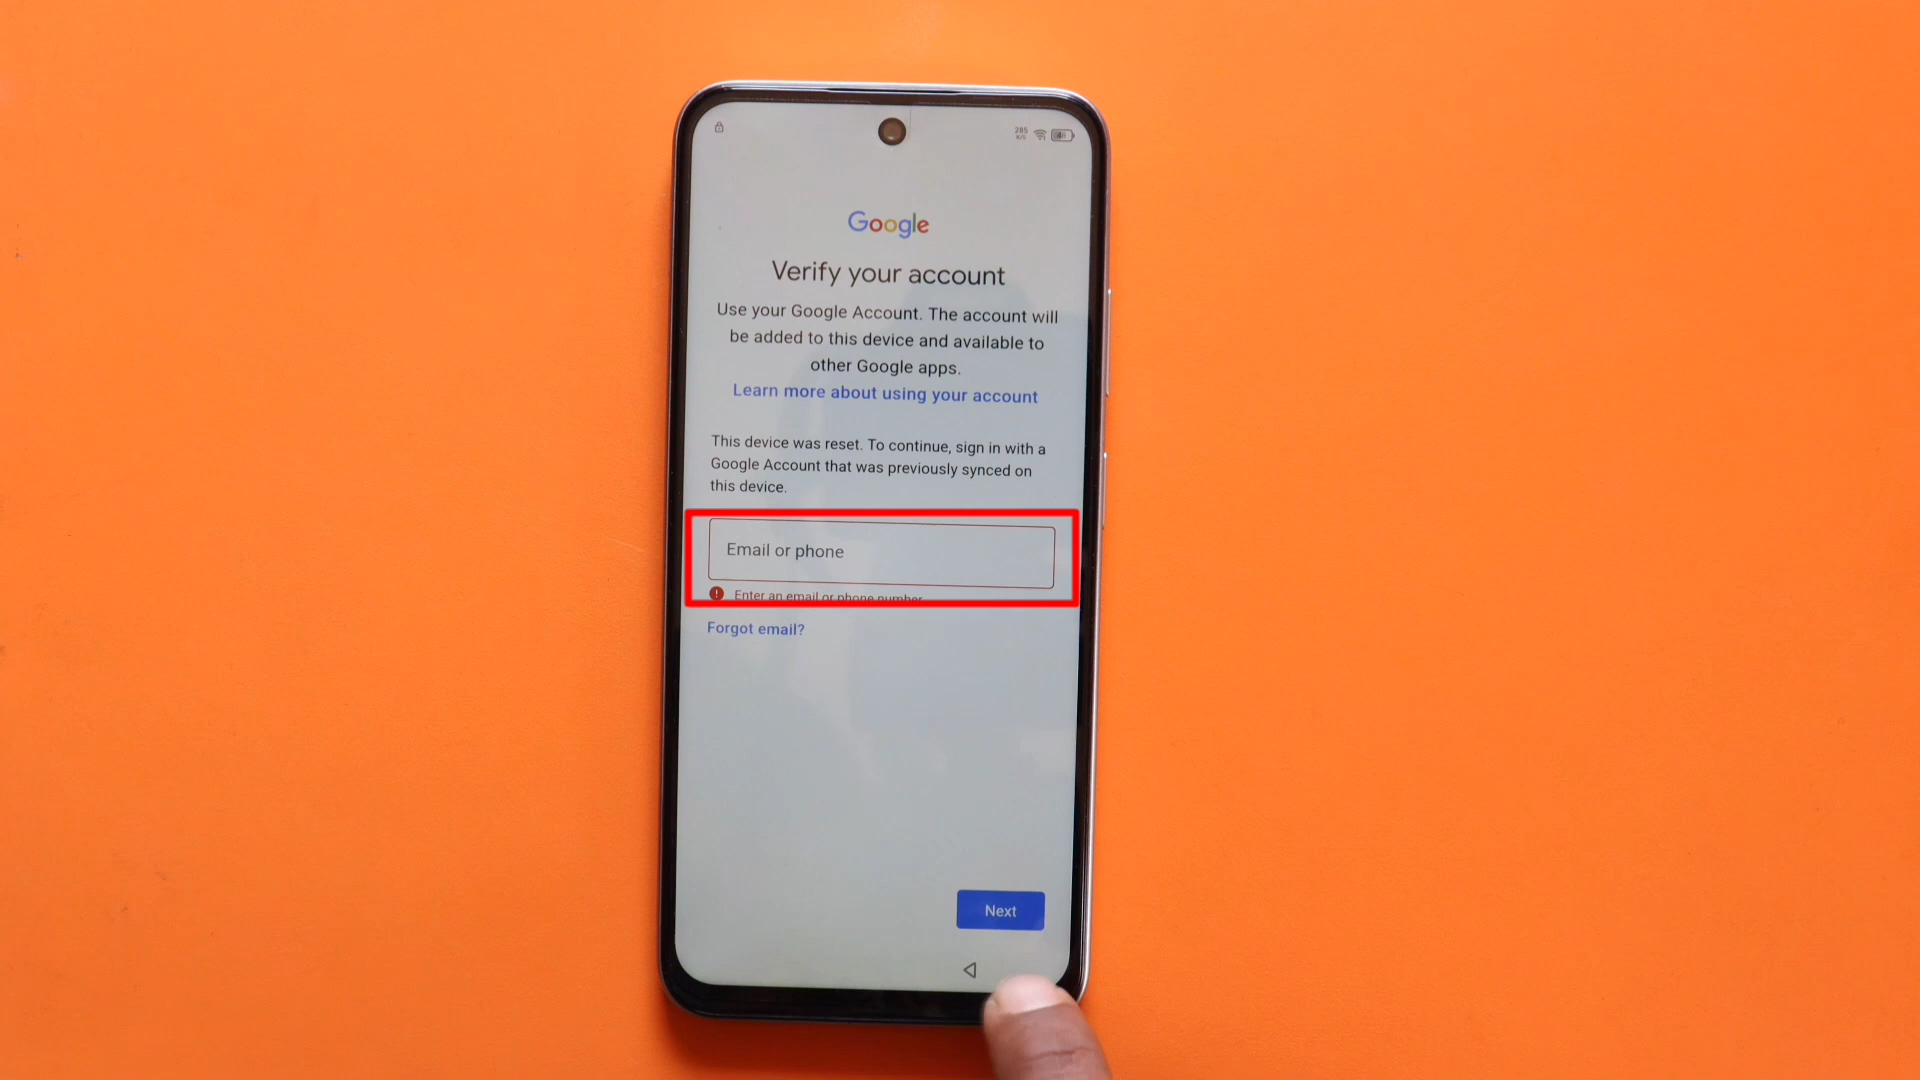 285
K/S
Google
Verify your account
Use your Google Account. The account will
be added to this device and available to
other Google apps.
Learn more about using your account
This device was reset. To continue, sign in with a
Google Account that was previously synced on
this device.
Email or phone
Enter an email or phone number
Forgot email?
Next